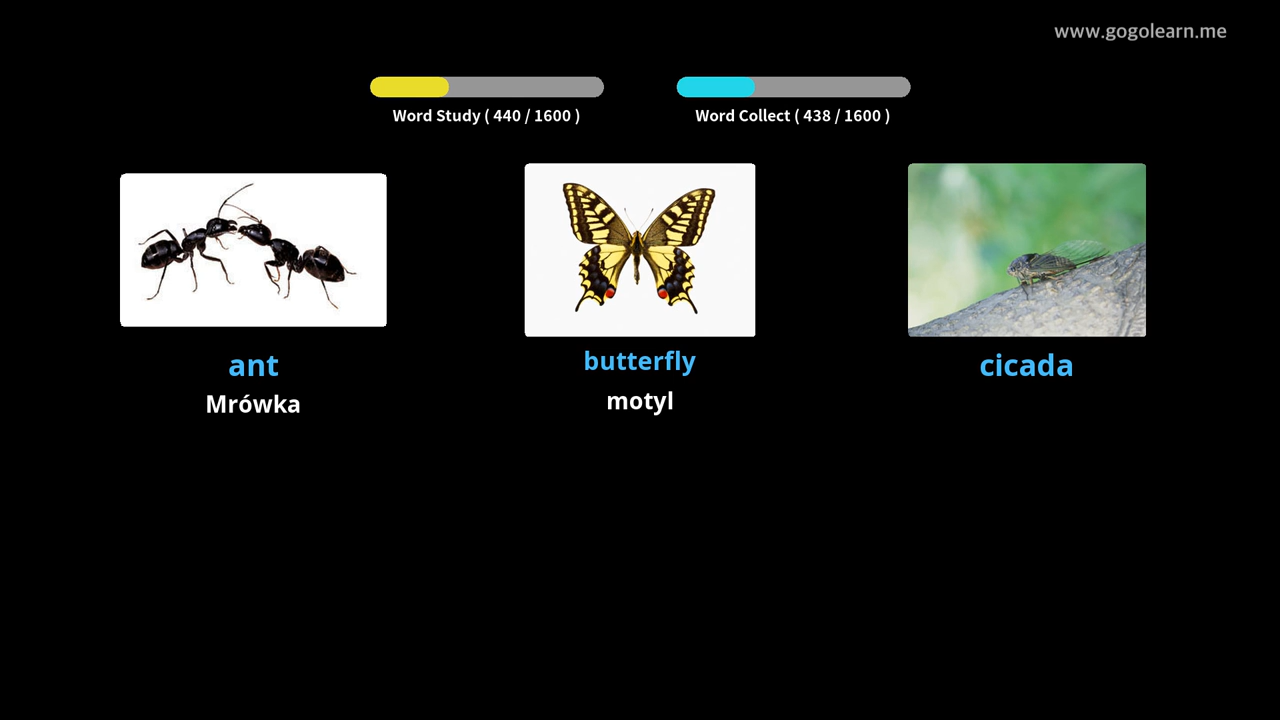 www.gogolearn.me
Word Study ( 440 / 1600 )
Word Collect ( 438 / 1600 )
ant
Mrówka
butterfly
motyl
cicada